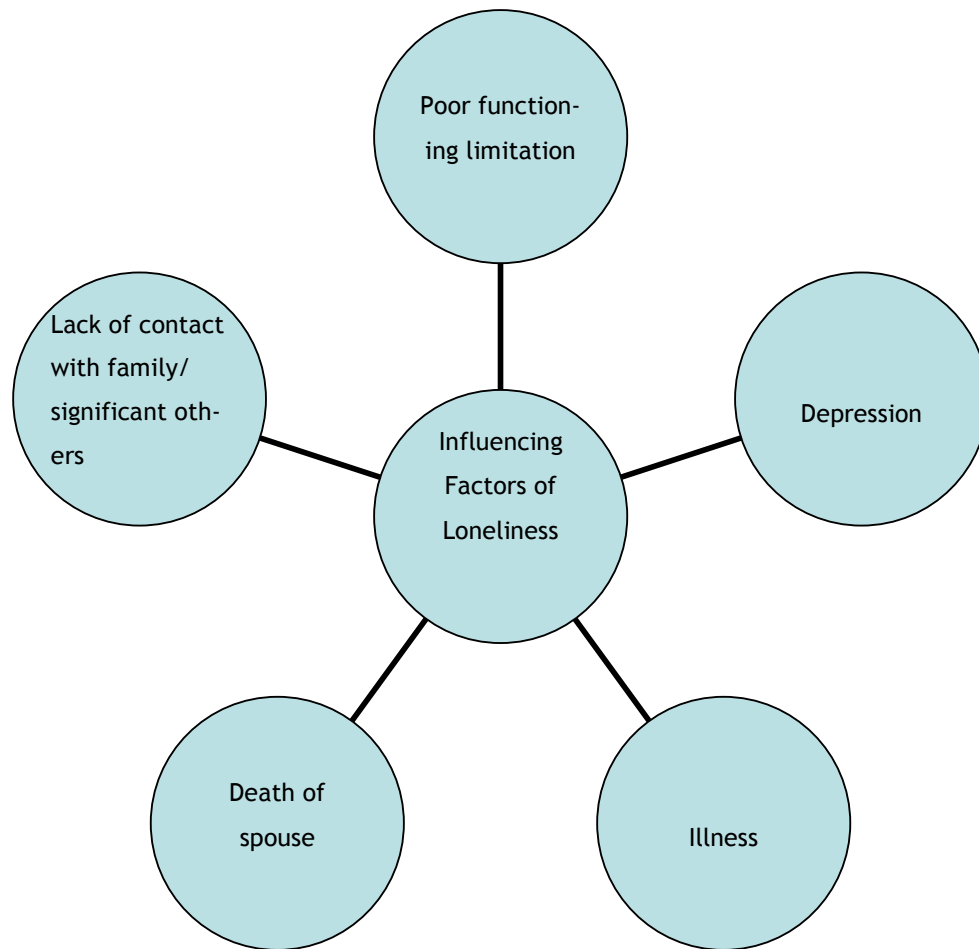 Poor function-
ing limitation
Lack of contact
with family/
significant oth-
ers
Depression
Influencing
Factors of
Loneliness
Death of
spouse
Illness